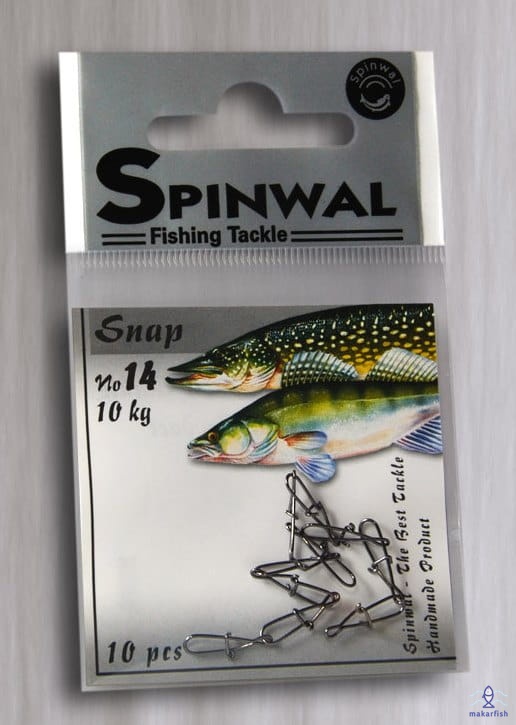 Spinwal
SPINWAL
Fishing Tackle
Snap
No 14
10 kg
Spinwal - The Best Tackle
Handmade Product
10 pcs
makarfish